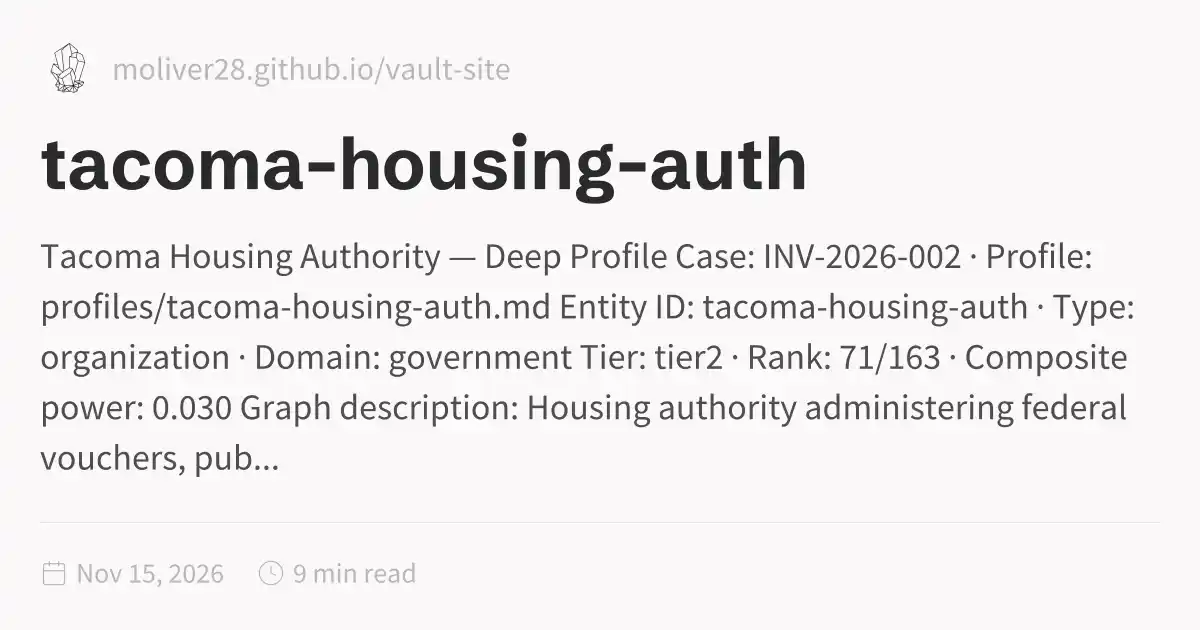 moliver28.github.io/vault-site
tacoma-housing-auth
Tacoma Housing Authority — Deep Profile Case: INV-2026-002 · Profile:
profiles/tacoma-housing-auth.md Entity ID: tacoma-housing-auth · Type:
organization · Domain: government Tier: tier2 · Rank: 71/163 · Composite
power: 0.030 Graph description: Housing authority administering federal
vouchers, pub...
Nov 15, 2026 9 min read